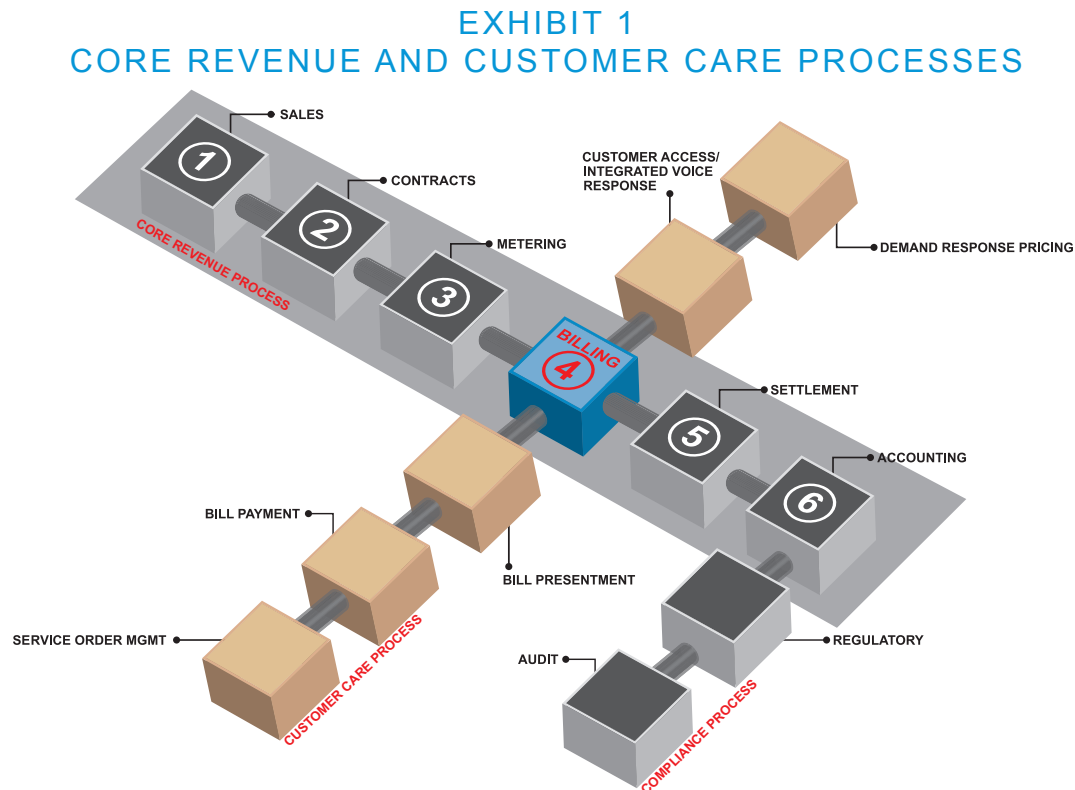 EXHIBIT 1
CORE REVENUE AND CUSTOMER CARE PROCESSES
SALES
1
CONTRACTS
2
CORE REVENUE PROCESS
METERING
3
CUSTOMER ACCESS/
INTEGRATED VOICE
RESPONSE
DEMAND RESPONSE PRICING
BILLING
4
SETTLEMENT
5
ACCOUNTING
6
BILL PAYMENT
BILL PRESENTMENT
SERVICE ORDER MGMT
CUSTOMER CARE PROCESS
REGULATORY
AUDIT
COMPLIANCE PROCESS